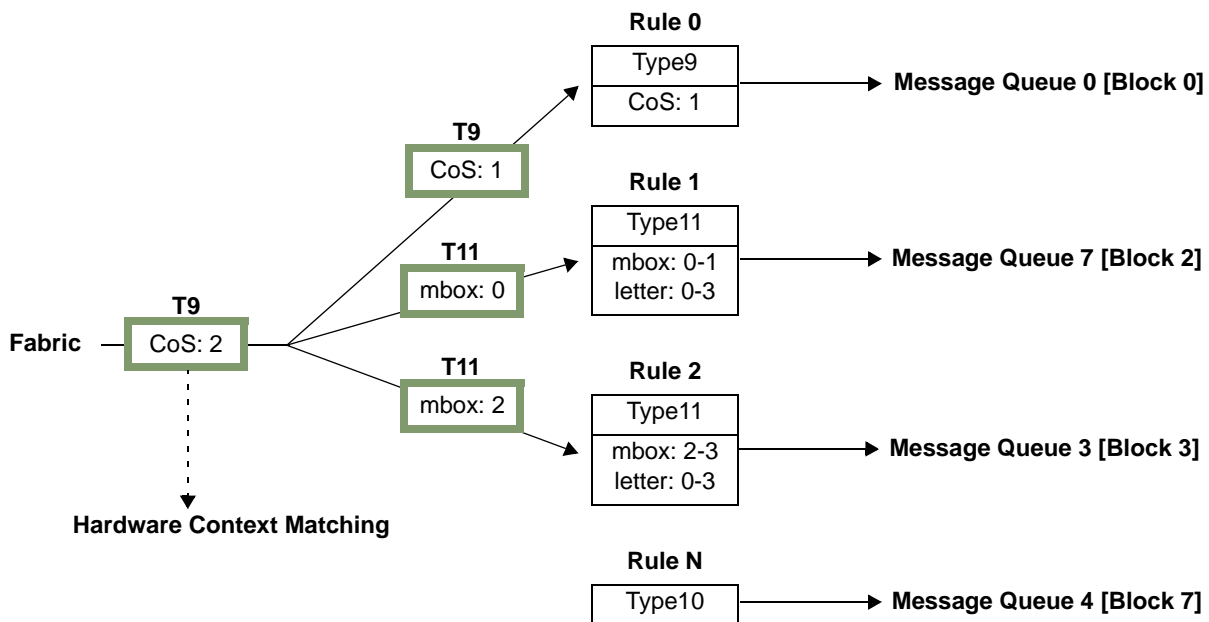 Rule 0
Type9
CoS: 1
Message Queue 0 [Block 0]
T9
CoS: 1
Rule 1
Type11
mbox: 0-1
letter: 0-3
Message Queue 7 [Block 2]
T11
mbox: 0
T9
Fabric
CoS: 2
T11
mbox: 2
Rule 2
Type11
mbox: 2-3
letter: 0-3
Message Queue 3 [Block 3]
Hardware Context Matching
Rule N
Type10
Message Queue 4 [Block 7]